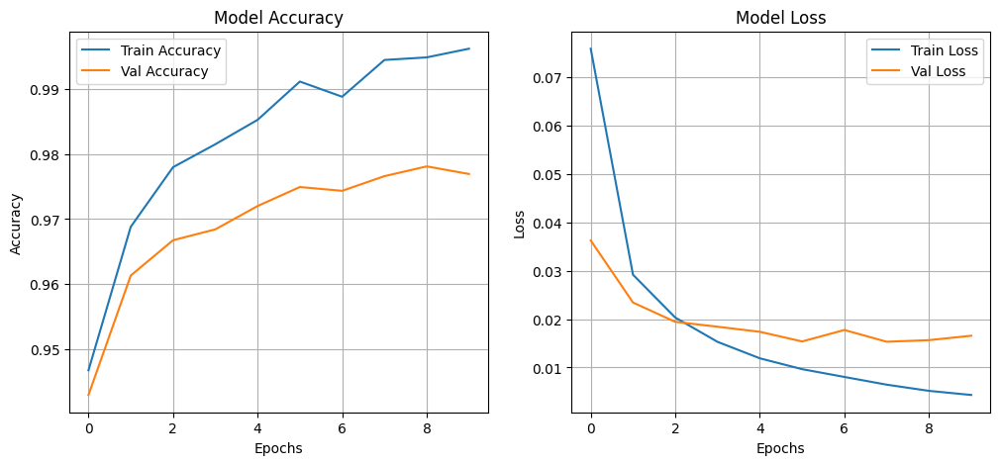 Model Accuracy
Train Accuracy
Val Accuracy
0.99
0.98
0.97
0.96
0.95
Accuracy
0 2 4 6 8
Epochs
Model Loss
Train Loss
Val Loss
0.07
0.06
0.05
0.04
0.03
0.02
0.01
Loss
0 2 4 6 8
Epochs